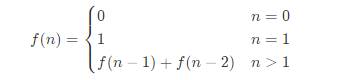 0 n = 0
f(n) = { 1 n = 1
f(n − 1) + f(n − 2) n > 1